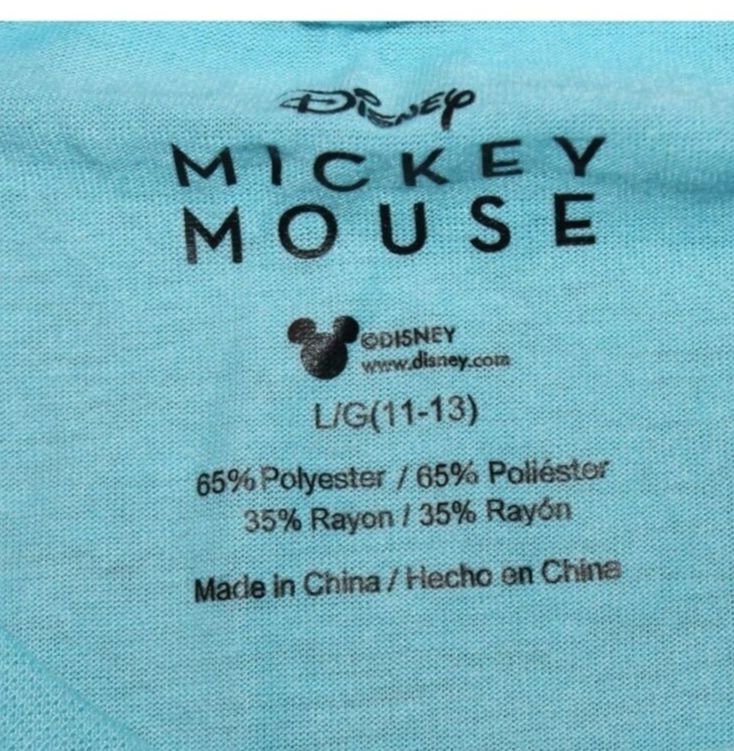 Disney
MICKEY
MOUSE
©DISNEY
www.disney.com
L/G(11-13)
65% Polyester / 65% Poliéster
35% Rayon / 35% Rayón
Made in China / Hecho en China